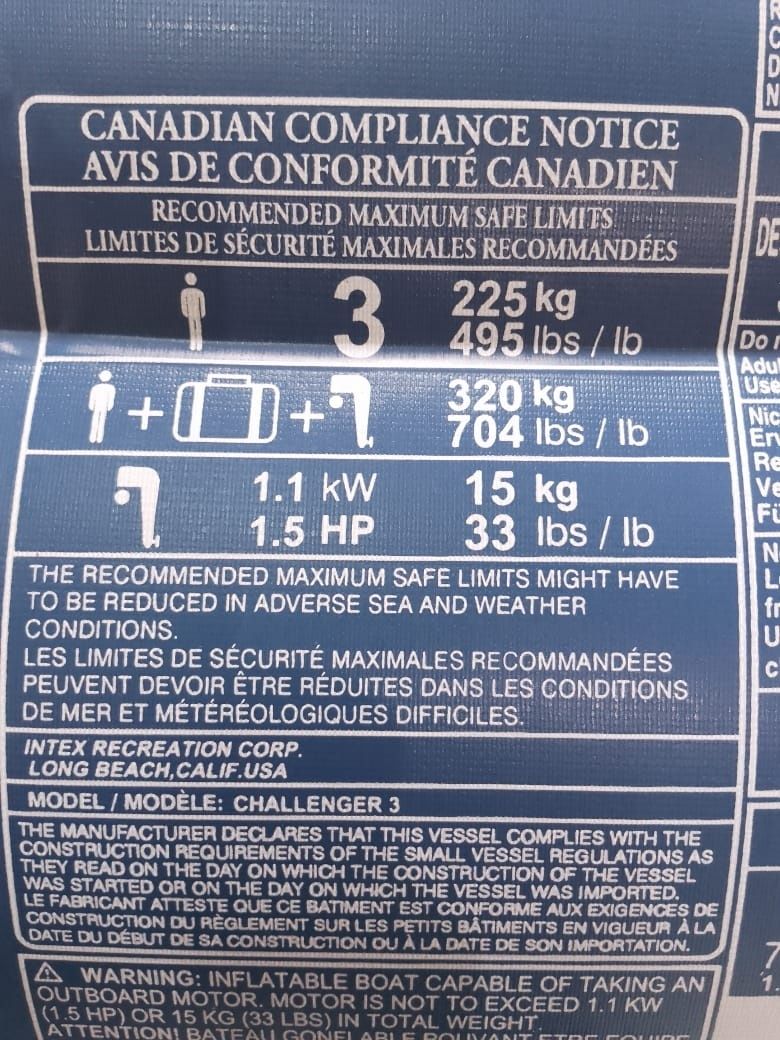 CANADIAN COMPLIANCE NOTICE
AVIS DE CONFORMITÉ CANADIEN
RECOMMENDED MAXIMUM SAFE LIMITS
LIMITES DE SÉCURITÉ MAXIMALES RECOMMANDÉES
3 225 kg
495 lbs / lb
+ + 320 kg
704 lbs / lb
1.1 kW 15 kg
1.5 HP 33 lbs / lb
THE RECOMMENDED MAXIMUM SAFE LIMITS MIGHT HAVE
TO BE REDUCED IN ADVERSE SEA AND WEATHER
CONDITIONS.
LES LIMITES DE SÉCURITÉ MAXIMALES RECOMMANDÉES
PEUVENT DEVOIR ÊTRE RÉDUITES DANS LES CONDITIONS
DE MER ET MÉTÉRÉOLOGIQUES DIFFICILES.
INTEX RECREATION CORP.
LONG BEACH,CALIF.USA
MODEL / MODÈLE: CHALLENGER 3
THE MANUFACTURER DECLARES THAT THIS VESSEL COMPLIES WITH THE
CONSTRUCTION REQUIREMENTS OF THE SMALL VESSEL REGULATIONS AS
THEY READ ON THE DAY ON WHICH THE CONSTRUCTION OF THE VESSEL
WAS STARTED OR ON THE DAY ON WHICH THE VESSEL WAS IMPORTED.
LE FABRICANT ATTESTE QUE CE BATIMENT EST CONFORME AUX EXIGENCES DE
CONSTRUCTION DU RÈGLEMENT SUR LES PETITS BÂTIMENTS EN VIGUEUR À LA
DATE DU DÉBUT DE SA CONSTRUCTION OU À LA DATE DE SON IMPORTATION.
WARNING: INFLATABLE BOAT CAPABLE OF TAKING AN
OUTBOARD MOTOR. MOTOR IS NOT TO EXCEED 1.1 KW
(1.5 HP) OR 15 KG (33 LBS) IN TOTAL WEIGHT.
ATTENTION! BATEAU GONFLABLE POUVANT ETRE